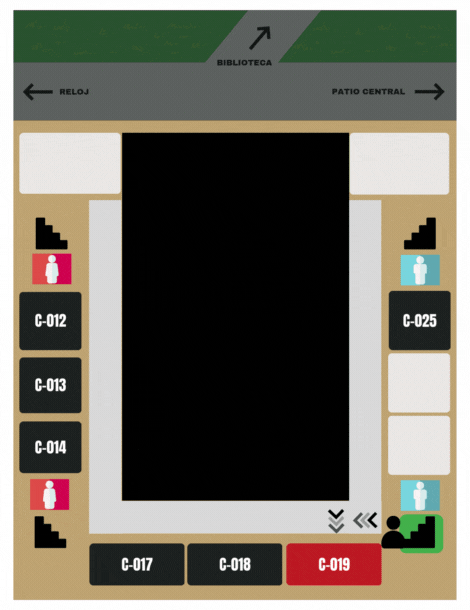 BIBLIOTECA
RELOJ
PATIO CENTRAL
C-012
C-025
C-013
C-014
C-017
C-018
C-019